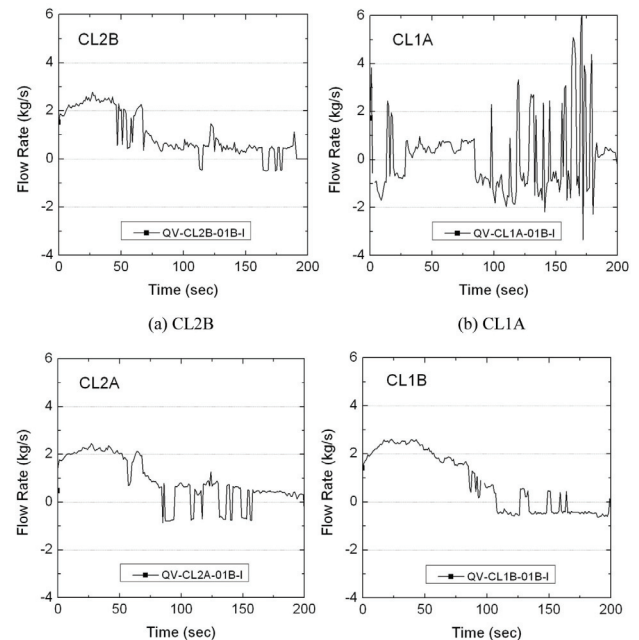 CL2B
Flow Rate (kg/s)
6
4
2
0
-2
-4
QV-CL2B-01B-I
0 50 100 150 200
Time (sec)
(a) CL2B
CL1A
Flow Rate (kg/s)
6
4
2
0
-2
-4
QV-CL1A-01B-I
0 50 100 150 200
Time (sec)
(b) CL1A
CL2A
Flow Rate (kg/s)
6
4
2
0
-2
-4
QV-CL2A-01B-I
0 50 100 150 200
Time (sec)
CL1B
Flow Rate (kg/s)
6
4
2
0
-2
-4
QV-CL1B-01B-I
0 50 100 150 200
Time (sec)